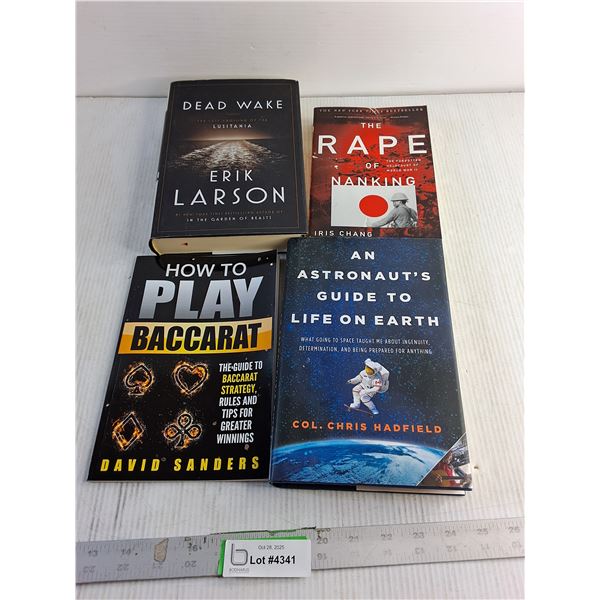 DEAD WAKE
THE LAST CROSSING OF THE
LUSITANIA
ERIK
LARSON
#1 NEW YORK TIMES BESTSELLING AUTHOR OF
IN THE GARDEN OF BEASTS
THE NEW YORK TIMES BESTSELLER
THE
RAPE
OF
NANKING
THE FORGOTTEN
HOLOCAUST OF
WORLD WAR II
IRIS CHANG
HOW TO
PLAY
BACCARAT
THE GUIDE TO
BACCARAT
STRATEGY,
RULES AND
TIPS FOR
GREATER
WINNINGS
DAVID SANDERS
AN
ASTRONAUT'S
GUIDE TO
LIFE ON EARTH
WHAT GOING TO SPACE TAUGHT ME ABOUT INGENUITY,
DETERMINATION, AND BEING PREPARED FOR ANYTHING
COL. CHRIS HADFIELD
Oct 28, 2025
Lot #4341
b
BODNARUS